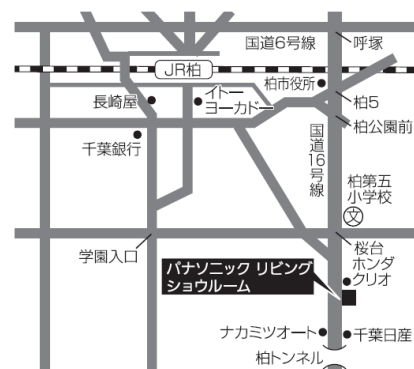 国道6号線
呼塚
JR柏
柏市役所
長崎屋
イトー
ヨーカドー
柏5
柏公園前
千葉銀行
国道16号線
柏第五
小学校
文
学園入口
桜台
ホンダ
クリオ
パナソニック リビング
ショウルーム
ナカミツオート
千葉日産
柏トンネル